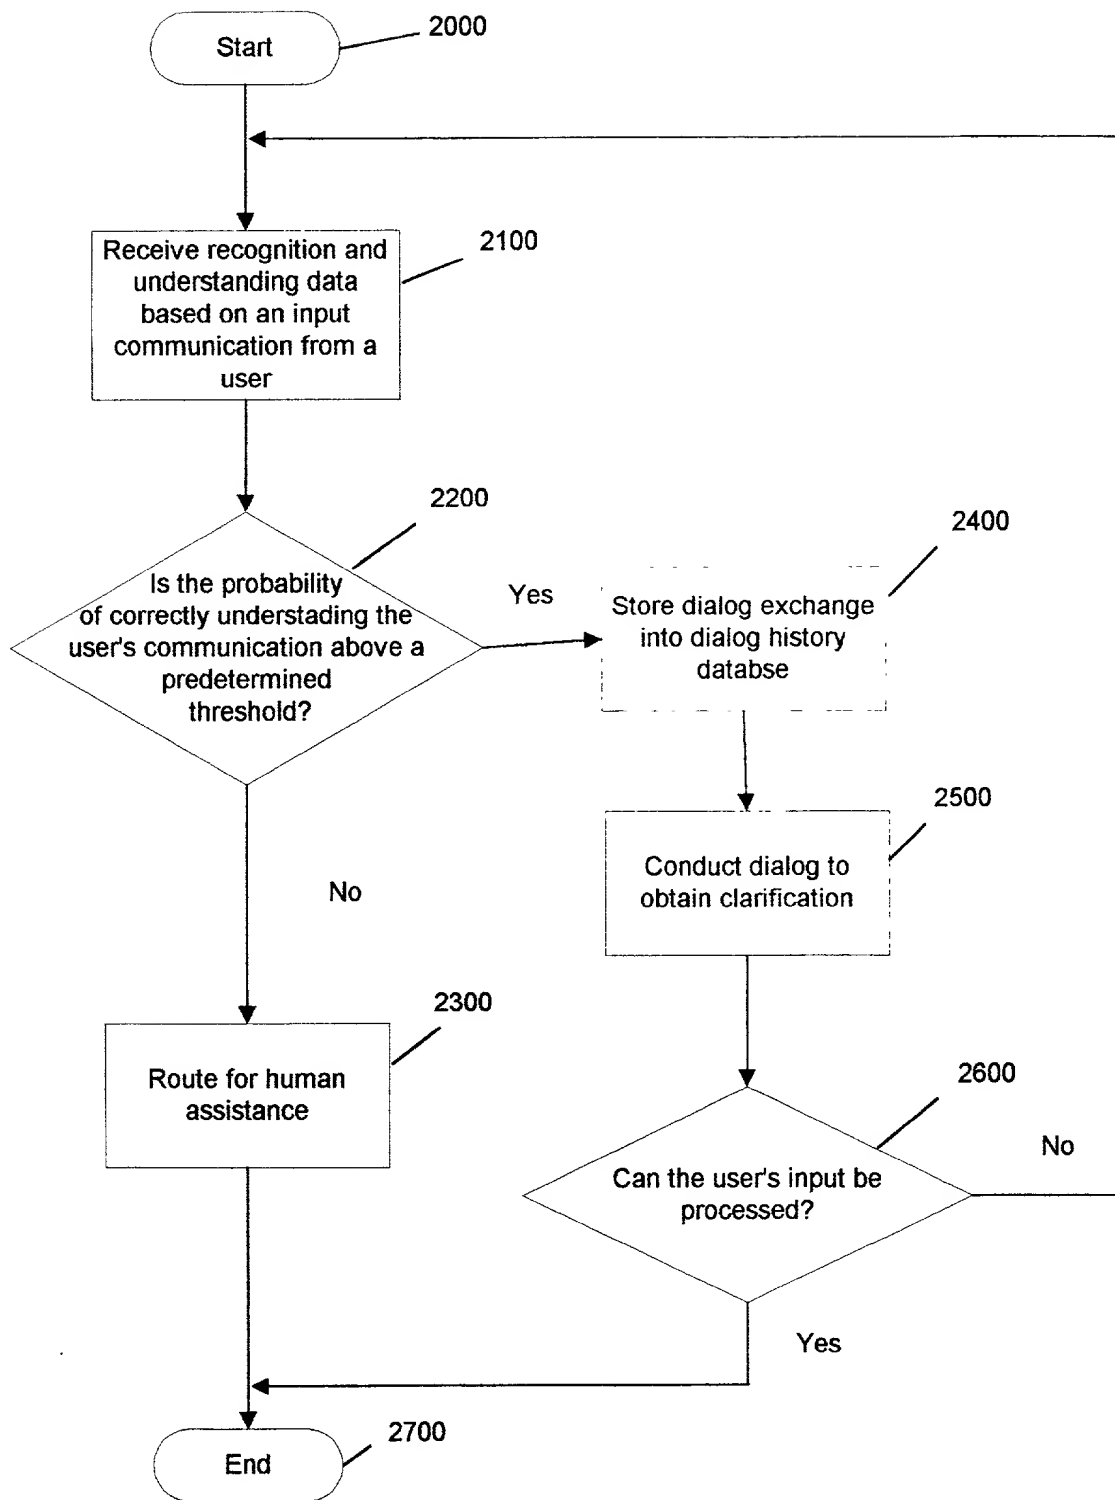 Start
2000
Receive recognition and
understanding data
based on an input
communication from a
user
2100
Is the probability
of correctly understading the
user's communication above a
predetermined
threshold?
2200
Yes
Store dialog exchange
into dialog history
databse
2400
Conduct dialog to
obtain clarification
2500
No
Route for human
assistance
2300
Can the user's input be
processed?
2600
No
Yes
End
2700